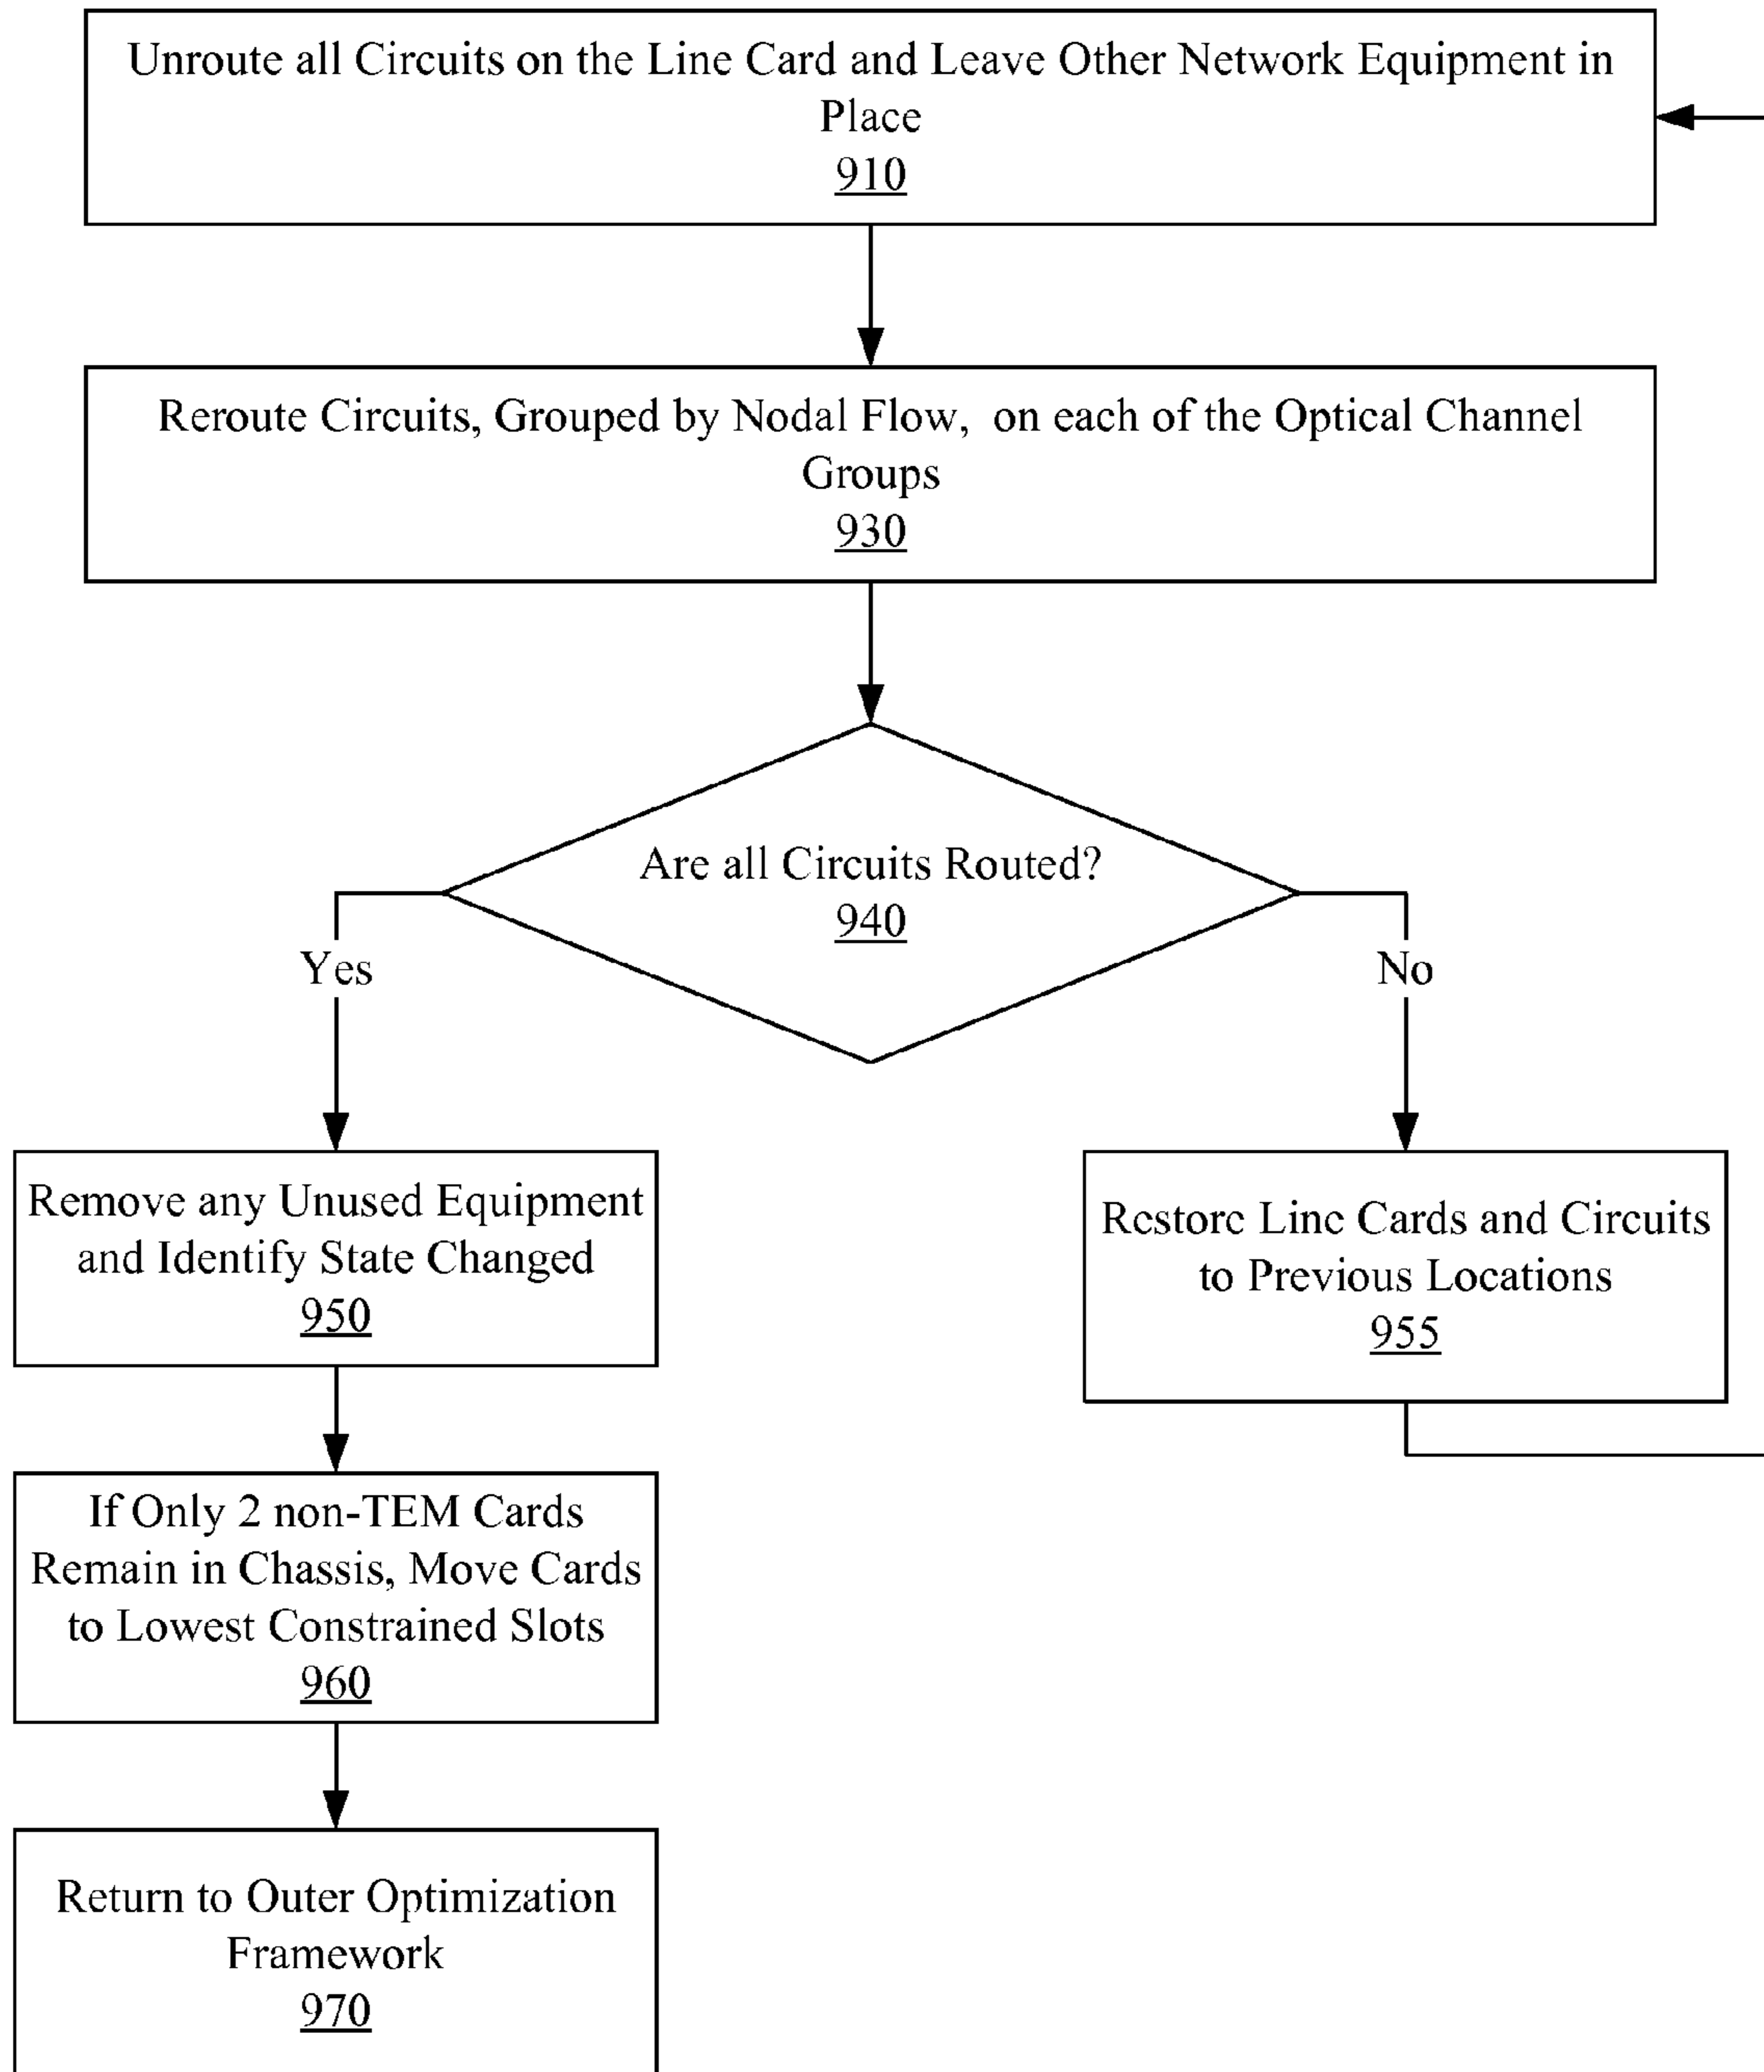 Unroute all Circuits on the Line Card and Leave Other Network Equipment in
Place
910
Reroute Circuits, Grouped by Nodal Flow, on each of the Optical Channel
Groups
930
Are all Circuits Routed?
940
Yes
No
Remove any Unused Equipment
and Identify State Changed
950
Restore Line Cards and Circuits
to Previous Locations
955
If Only 2 non-TEM Cards
Remain in Chassis, Move Cards
to Lowest Constrained Slots
960
Return to Outer Optimization
Framework
970